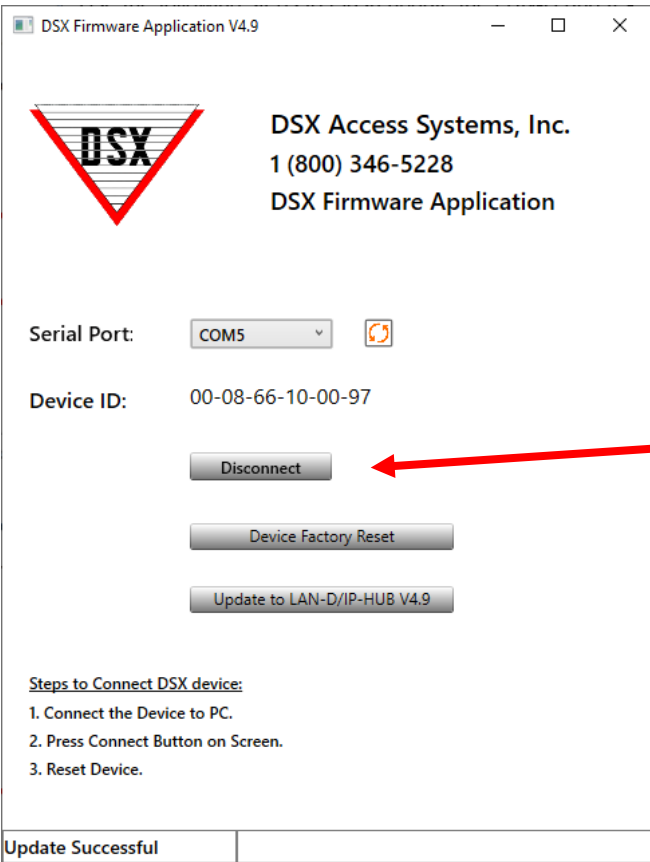 DSX Firmware Application V4.9
DSX
DSX Access Systems, Inc.
1 (800) 346-5228
DSX Firmware Application
Serial Port: COM5
Device ID: 00-08-66-10-00-97
Disconnect
Device Factory Reset
Update to LAN-D/IP-HUB V4.9
Steps to Connect DSX device:
1. Connect the Device to PC.
2. Press Connect Button on Screen.
3. Reset Device.
Update Successful